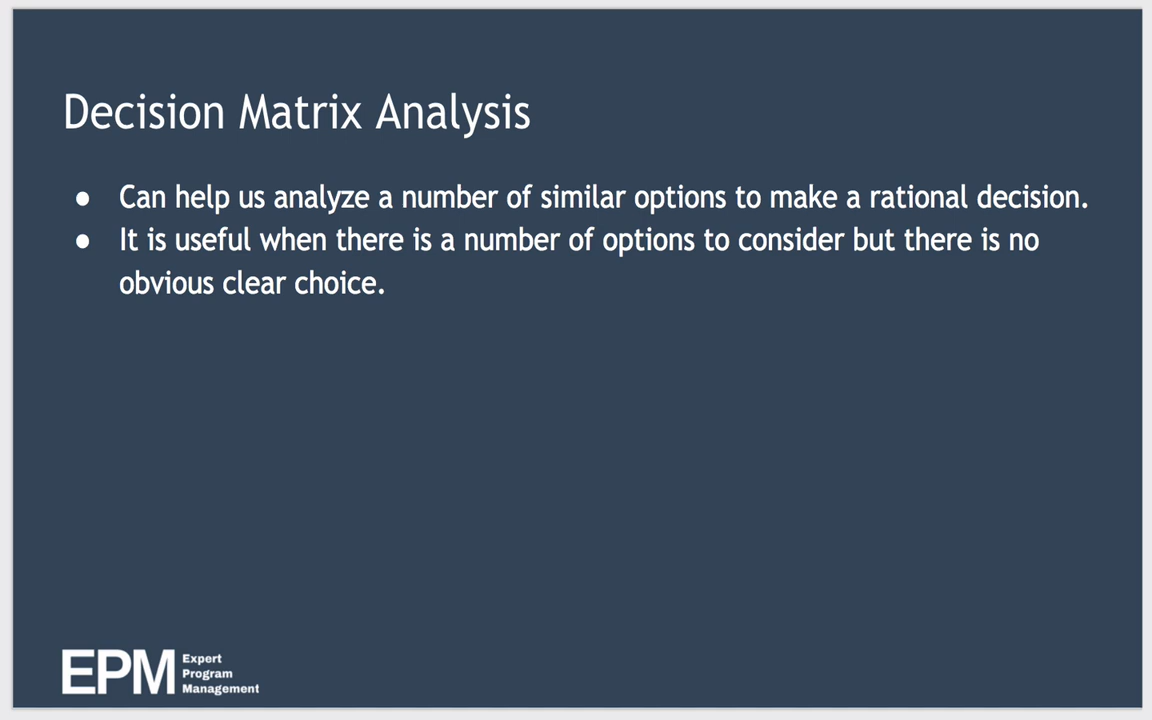 Decision Matrix Analysis
● Can help us analyze a number of similar options to make a rational decision.
● It is useful when there is a number of options to consider but there is no
obvious clear choice.
EPM
Expert
Program
Management